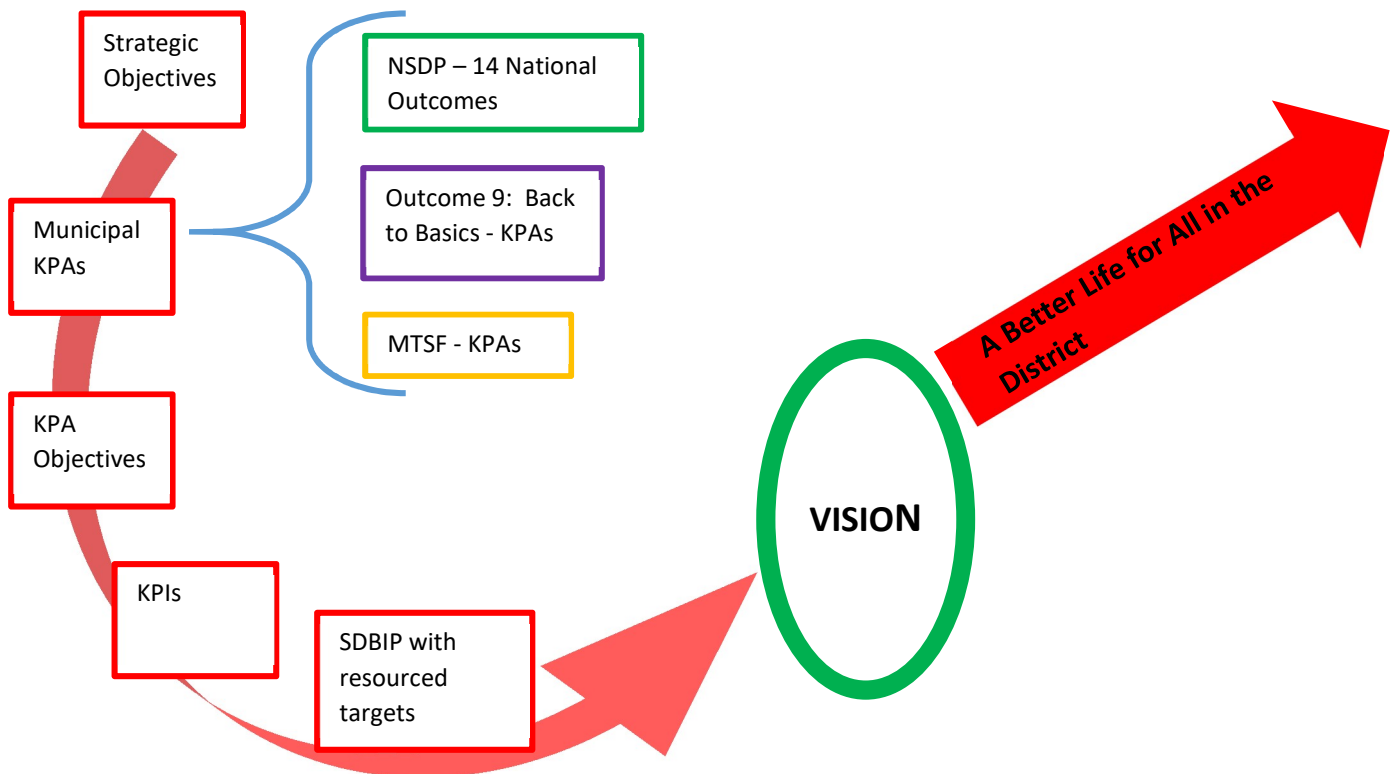 Strategic
Objectives
NSDP – 14 National
Outcomes
Outcome 9:  Back
to Basics - KPAs
MTSF - KPAs
Municipal
KPAs
KPA
Objectives
KPIs
SDBIP with
resourced
targets
VISION
A Better Life for All in the
District